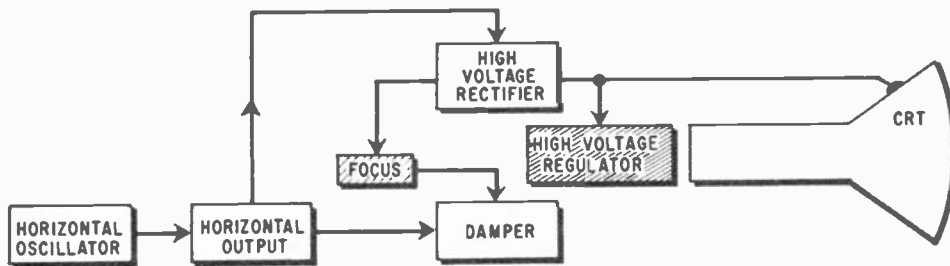 HIGH
VOLTAGE
RECTIFIER
CRT
HIGH VOLTAGE
REGULATOR
FOCUS
HORIZONTAL
OSCILLATOR
HORIZONTAL
OUTPUT
DAMPER